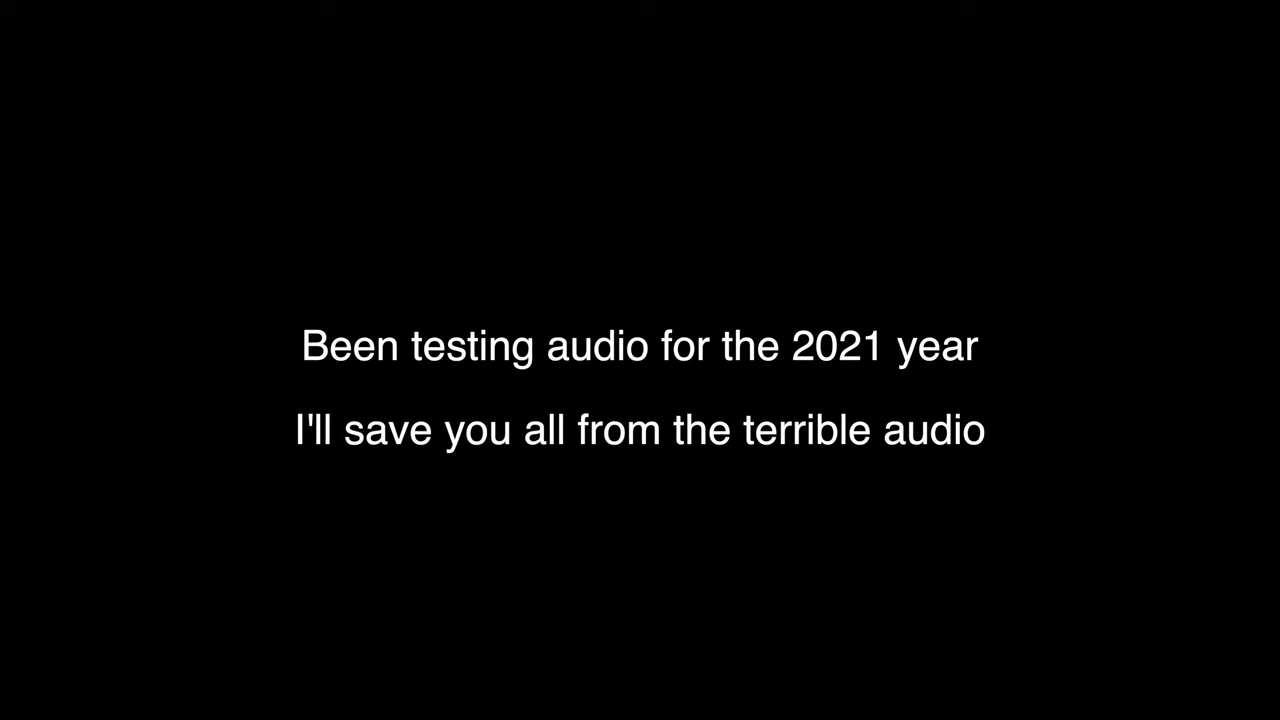 Been testing audio for the 2021 year
I'll save you all from the terrible audio